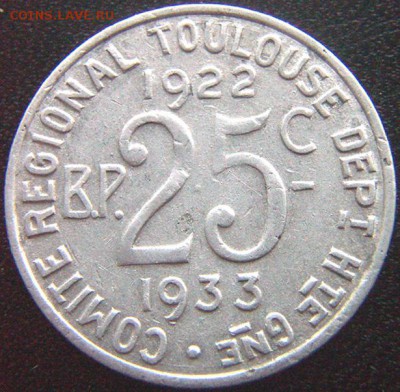 COINS.LAVE.RU
COMITE REGIONAL TOULOUSE DEPT HTE GNE
1922
B.P. 25 C
1933